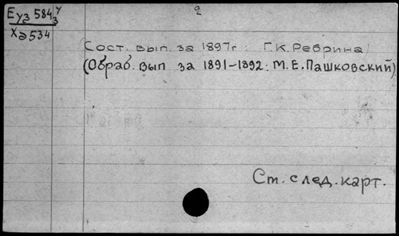 2
Еуз 584/3 у
Хэ 534
Сост. вып. за 1897г.: Г.К. Ребрина
(Обраб. вып за 1891-1892: М.Е. Пашковский)
Ст. след. карт.